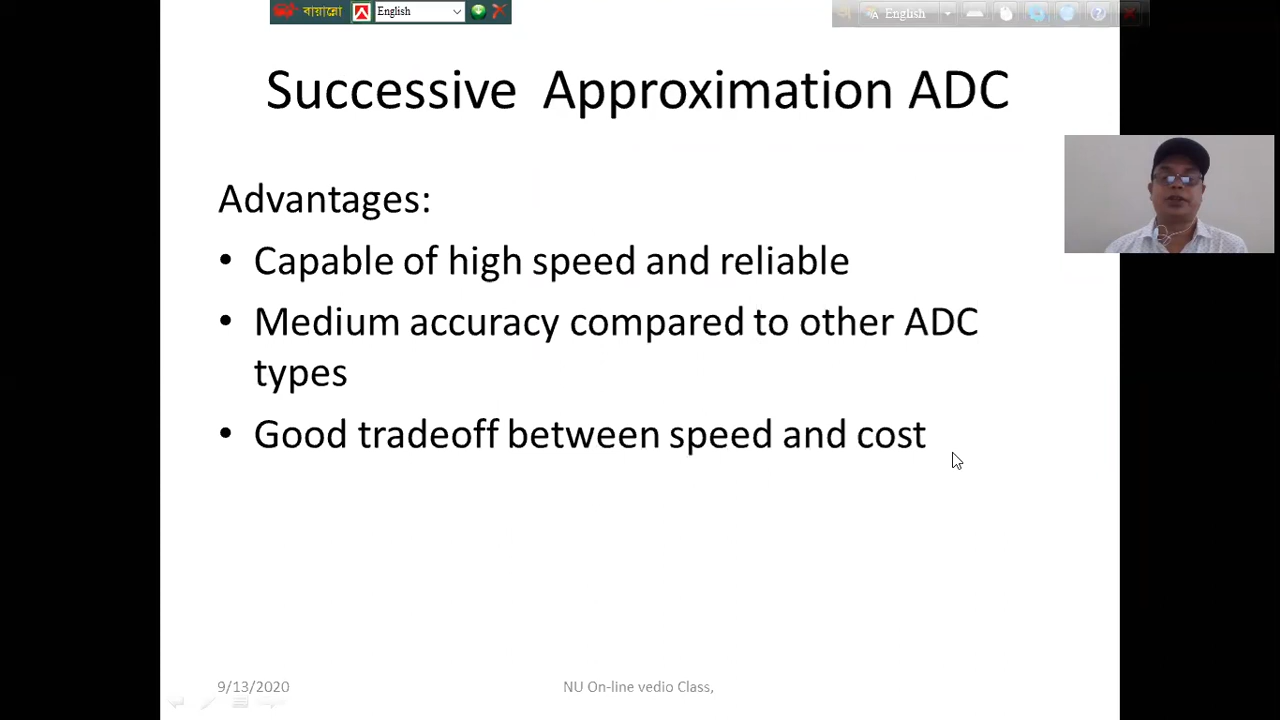 বায়ান্নো English
English
Successive Approximation ADC
Advantages:
• Capable of high speed and reliable
• Medium accuracy compared to other ADC
types
• Good tradeoff between speed and cost
9/13/2020 NU On-line vedio Class,